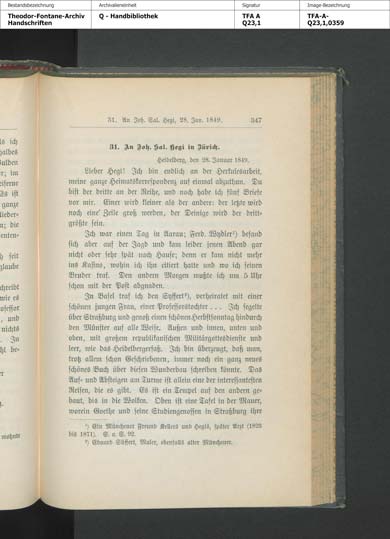 Bestandsbezeichnung
Archivalieneinheit
Signatur
Image-Bezeichnung
Theodor-Fontane-Archiv
Handschriften
Q - Handbibliothek
TFA A
Q23,1
TFA-A-
Q23,1,0359
31. An Joh. Sal. Hegi, 28. Jan. 1849.
347
31. An Joh. Sal. Hegi in Zürich.
Heidelberg, den 28. Januar 1849.
Lieber Hegi! Ich bin endlich an der Herkulesarbeit,
meine ganze Heimatskorrespondenz auf einmal abzuthun. Du
bist der dritte an der Reihe, und noch habe ich fünf Briefe
vor mir. Einer wird kleiner als der andere: der letzte wird
noch eine Zeile groß werden, der Deinige wird der dritt-
größte sein.
Ich war einen Tag in Aarau; Ferd. Wydler¹) befand
sich aber auf der Jagd und kam leider jenen Abend gar
nicht oder sehr spät nach Hause; denn er kam nicht mehr
ins Kasino, wohin ich ihn citiert hatte und wo ich seinen
Bruder traf. Den andern Morgen mußte ich um 5 Uhr
schon mit der Post abgnaden.
In Basel traf ich den Syffert²), verheiratet mit einer
schönen jungen Frau, einer Professorstochter ... Ich segelte
über Straßburg und genoß einen schönen Herbstsonntag hindurch
den Münster auf alle Weise. Außen und innen, unten und
oben, mit großem republikanischen Militärgottesdienste und
leer, wie das Heidelbergerfaß. Ich bin überzeugt, daß man,
trotz allem schon Geschriebenen, immer noch ein ganz neues
schönes Buch über diesen Wunderbau schreiben könnte. Das
Auf- und Absteigen am Turme ist allein eine der interessantesten
Reisen, die es gibt. Es ist ein Tempel auf den andern ge-
baut, bis in die Wolken. Oben ist eine Tafel in der Mauer,
worein Goethe und seine Studiengenossen in Straßburg ihre
¹) Ein Münchener Freund Kellers und Hegis, später Arzt (1829
bis 1871). S. o. S. 92.
²) Eduard Süffert, Maler, ebenfalls alter Münchener.